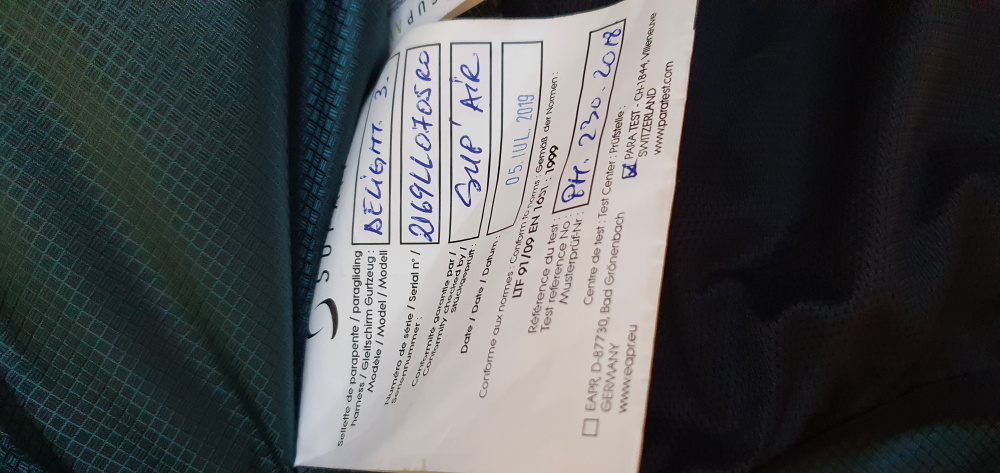 Sellette de parapente / paragliding
harness / Gleitschirm Gurtzeug :
Modèle / Model / Modell
DELIGHT. 3.
Numéro de série / Serial n° /
Seriennummer :
2169LL0705RO
Conformité garantie par /
Conformity checked by /
Stückgeprüft :
SUP'AIR
Date / Date / Datum :
05. JUL. 2019
Conforme aux normes : Conform to norms : Gemäß der Normen :
LTF 91/09 EN 1651 : 1999
Référence du test :
Test reference No :
Musterprüf-Nr :
PH. 230. 2018
Centre de test : Test Center : Prüfstelle :
EAPR, D-87730, Bad Grönenbach
GERMANY
www.eapr.eu
PARA TEST - CH-1844, Villeneuve
SWITZERLAND
www.paratest.com